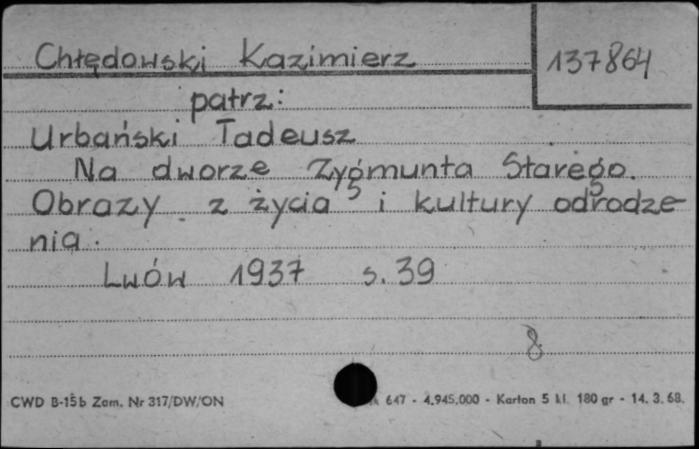 Chłędowski Kazimierz
137864
patrz:
Urbański Tadeusz
Na dworze Zygmunta Starego.
Obrazy z życia i kultury odrodze-
nia.
Lwów 1937 s. 39
8
CWD B-15b Zam. Nr 317/DW/ON
A 647 - 4.945.000 - Karton 5 kl. 180 gr - 14. 3. 68.